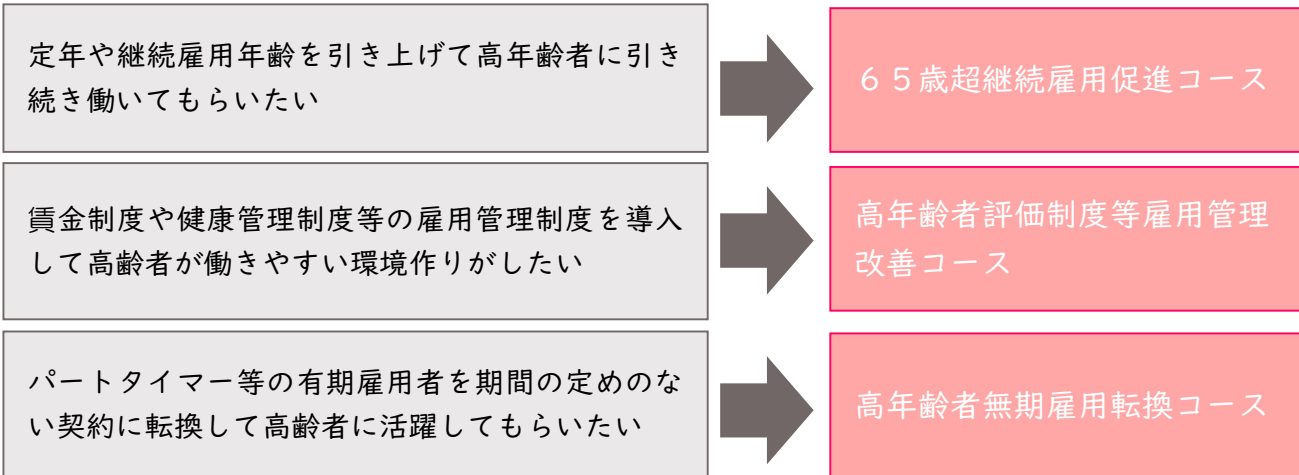 定年や継続雇用年齢を引き上げて高年齢者に引き
続き働いてもらいたい
６５歳超継続雇用促進コース
賃金制度や健康管理制度等の雇用管理制度を導入
して高齢者が働きやすい環境作りがしたい
高年齢者評価制度等雇用管理
改善コース
パートタイマー等の有期雇用者を期間の定めのな
い契約に転換して高齢者に活躍してもらいたい
高年齢者無期雇用転換コース